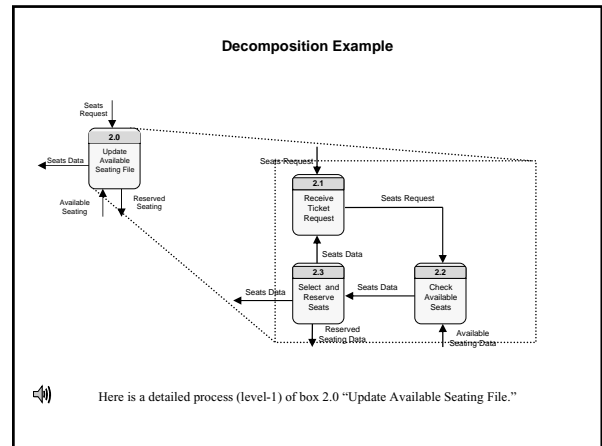 Decomposition Example
Seats
Request
2.0
Update
Available
Seating File
Seats Data
Available
Seating
Reserved
Seating
Seats Request
2.1
Receive
Ticket
Request
Seats Request
Seats Data
2.3
Select and
Reserve
Seats
Seats Data
Seats Data
2.2
Check
Available
Seats
Reserved
Seating Data
Available
Seating Data
Here is a detailed process (level-1) of box 2.0 “Update Available Seating File.”